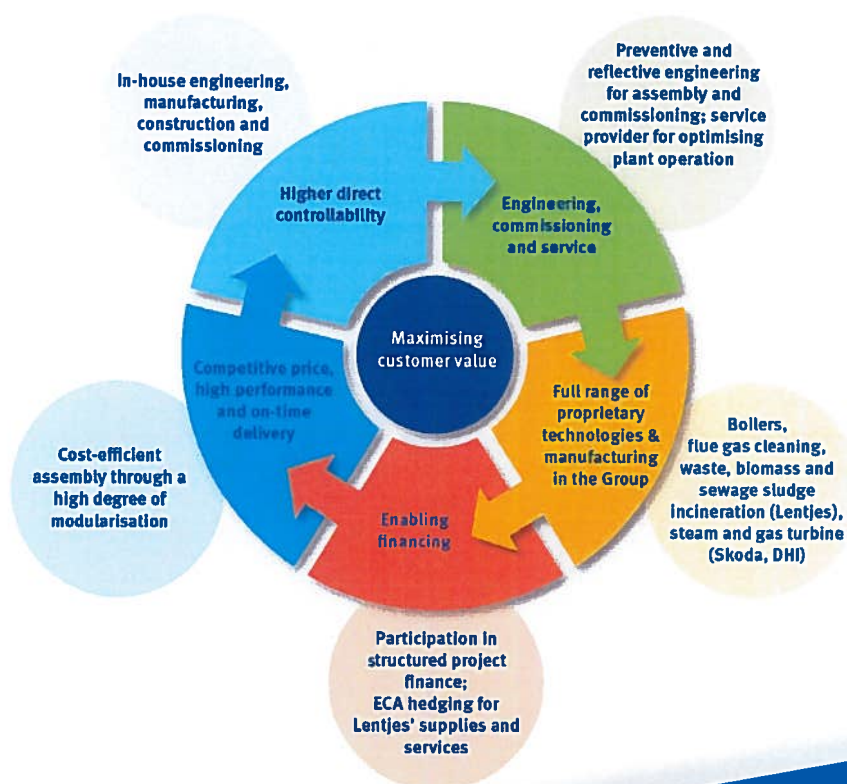 In-house engineering,
manufacturing,
construction and
commissioning
Preventive and
reflective engineering
for assembly and
commissioning; service
provider for optimising
plant operation
Higher direct
controllability
Engineering,
commissioning
and service
Maximising
customer value
Competitive price,
high performance
and on-time
delivery
Full range of
proprietary
technologies &
manufacturing
in the Group
Enabling
financing
Cost-efficient
assembly through a
high degree of
modularisation
Boilers,
flue gas cleaning,
waste, biomass and
sewage sludge
incineration (Lentjes),
steam and gas turbine
(Skoda, DHI)
Participation in
structured project
finance;
ECA hedging for
Lentjes' supplies and
services